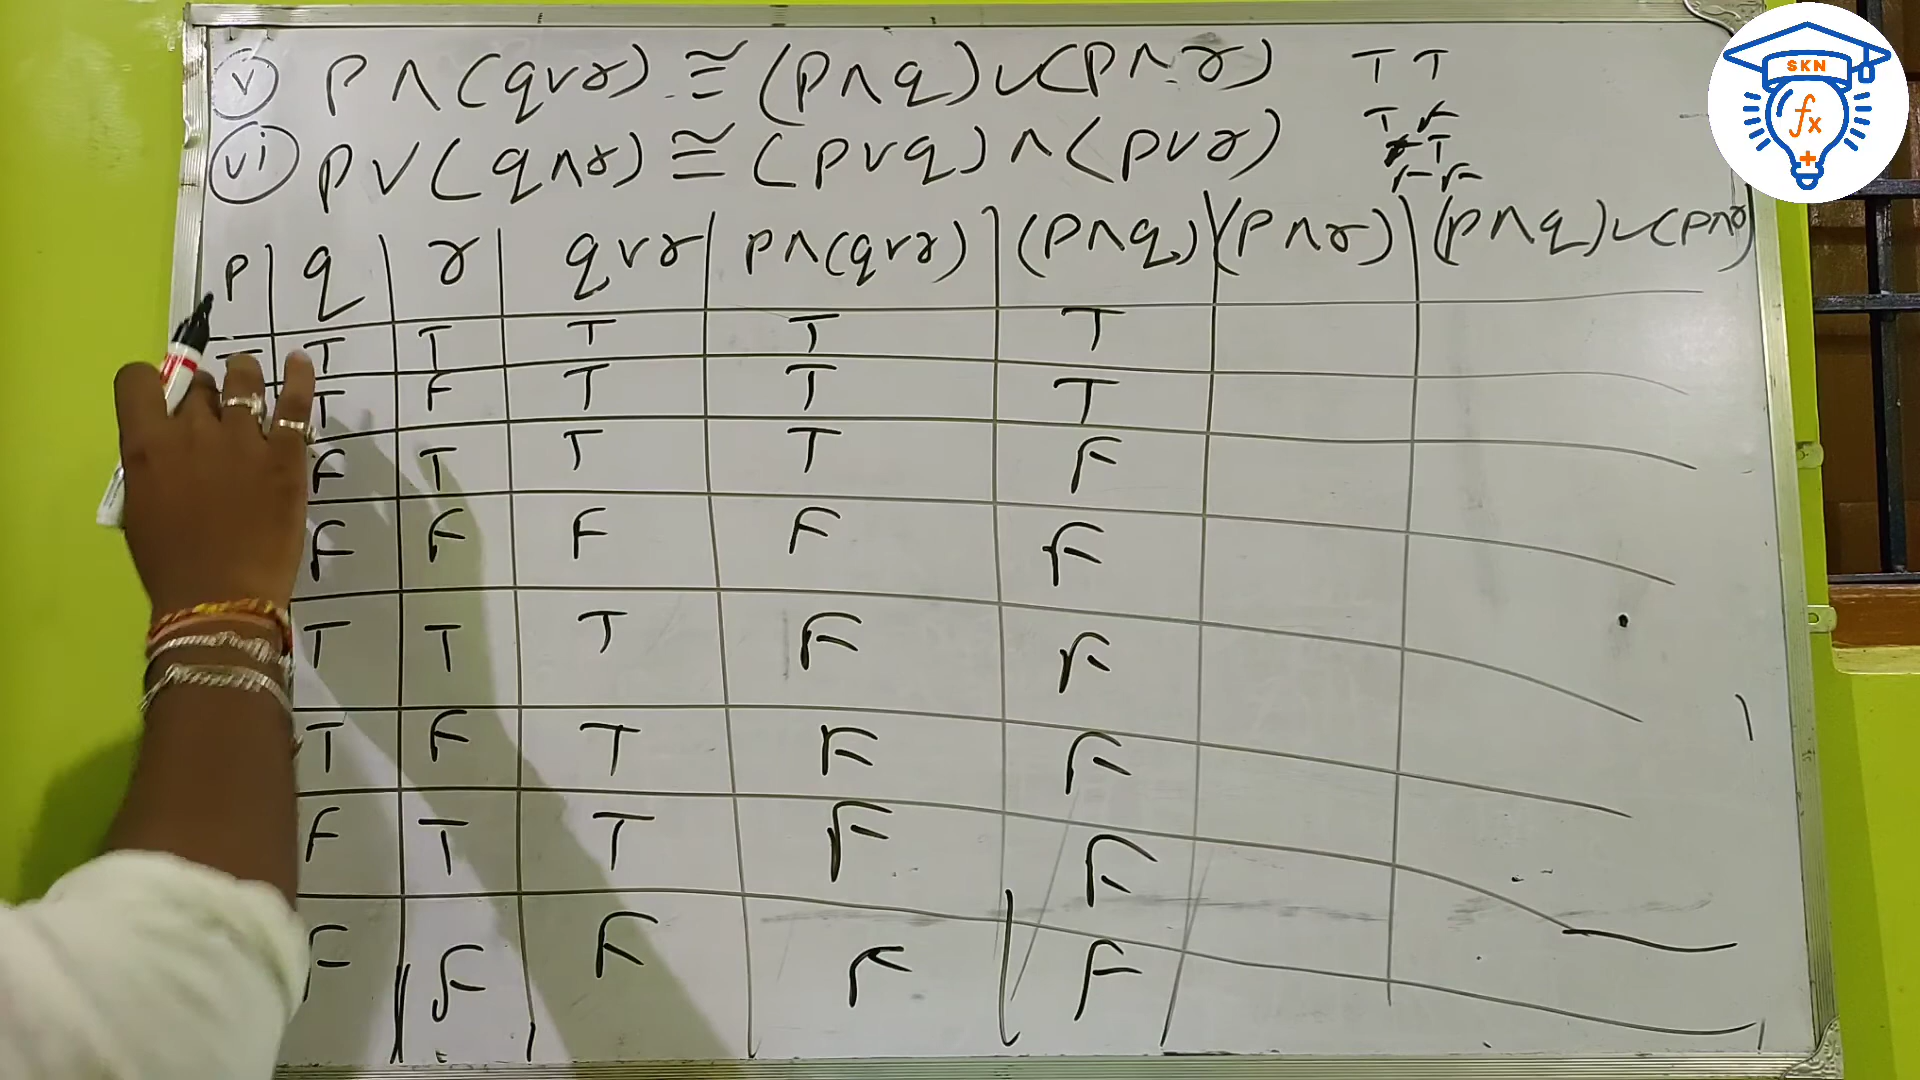 v) P ∧ (q ∨ r) ≅ (p ∧ q) ∨ (p ∧ r) T T
T F
vi) p ∨ (q ∧ r) ≅ (p ∨ q) ∧ (p ∨ r) F T
F F
P q r q ∨ r p ∧ (q ∨ r) (p ∧ q) (p ∧ r) (p ∧ q) ∨ (p ∧ r)
T T T T T T
T F T T T
F T T T F
F F F F F
T T T F F
T F T F F
F T T F F
F F F F F
SKN
fx